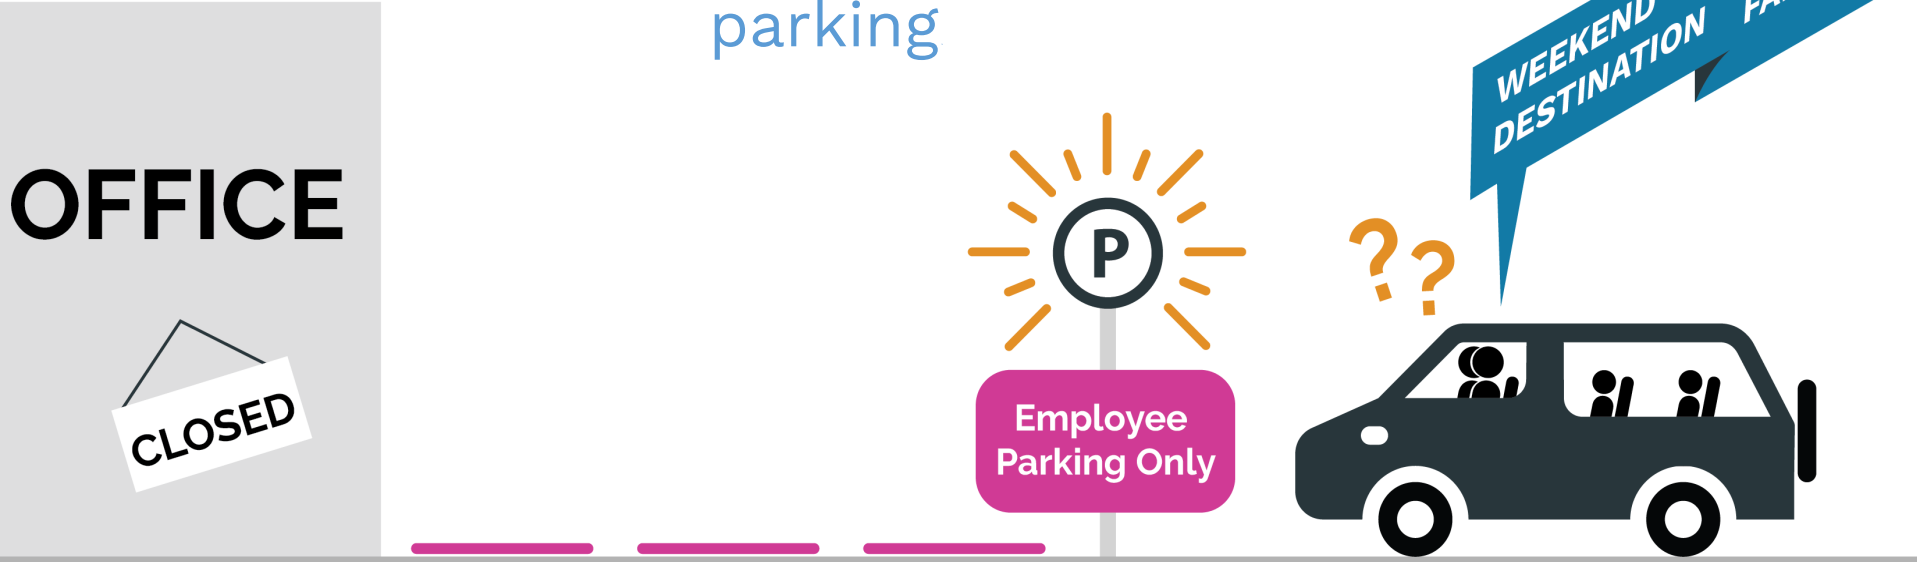 parking
WEEKEND
DESTINATION
OFFICE
P
??
CLOSED
Employee
Parking Only